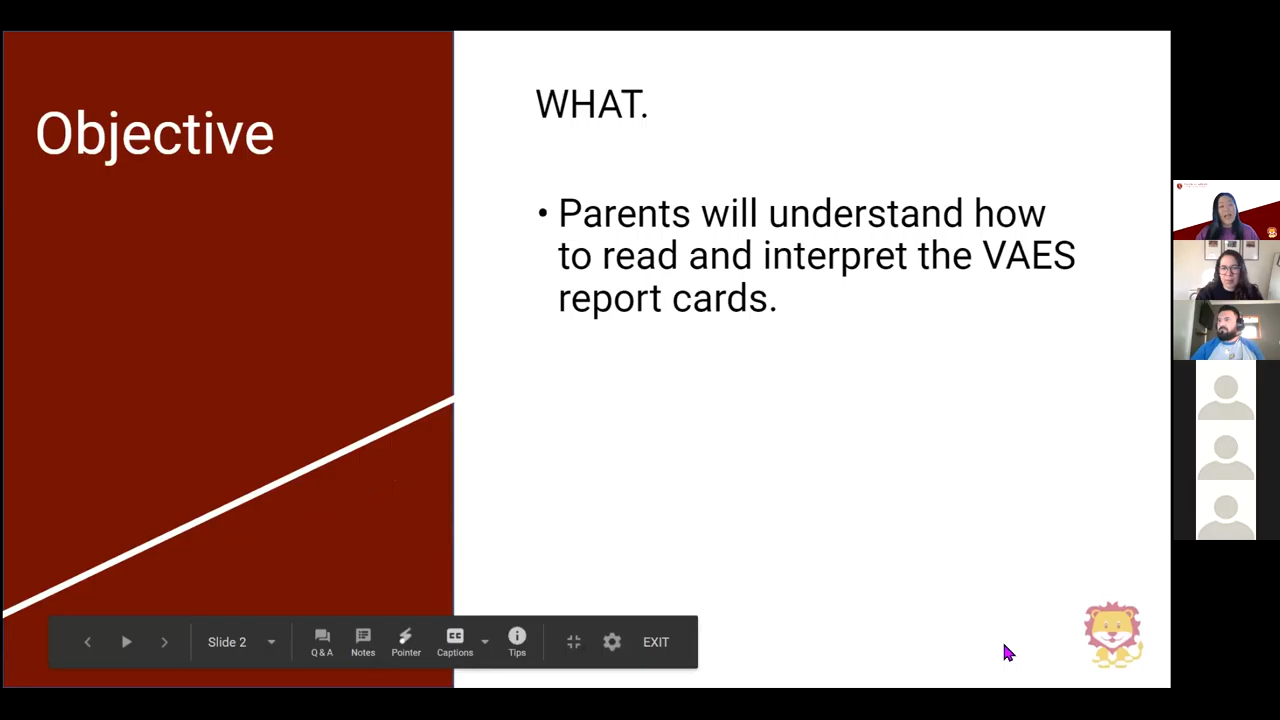 Objective
WHAT.
• Parents will understand how
to read and interpret the VAES
report cards.
Slide 2
Q & A
Notes
Pointer
CC
Captions
Tips
EXIT